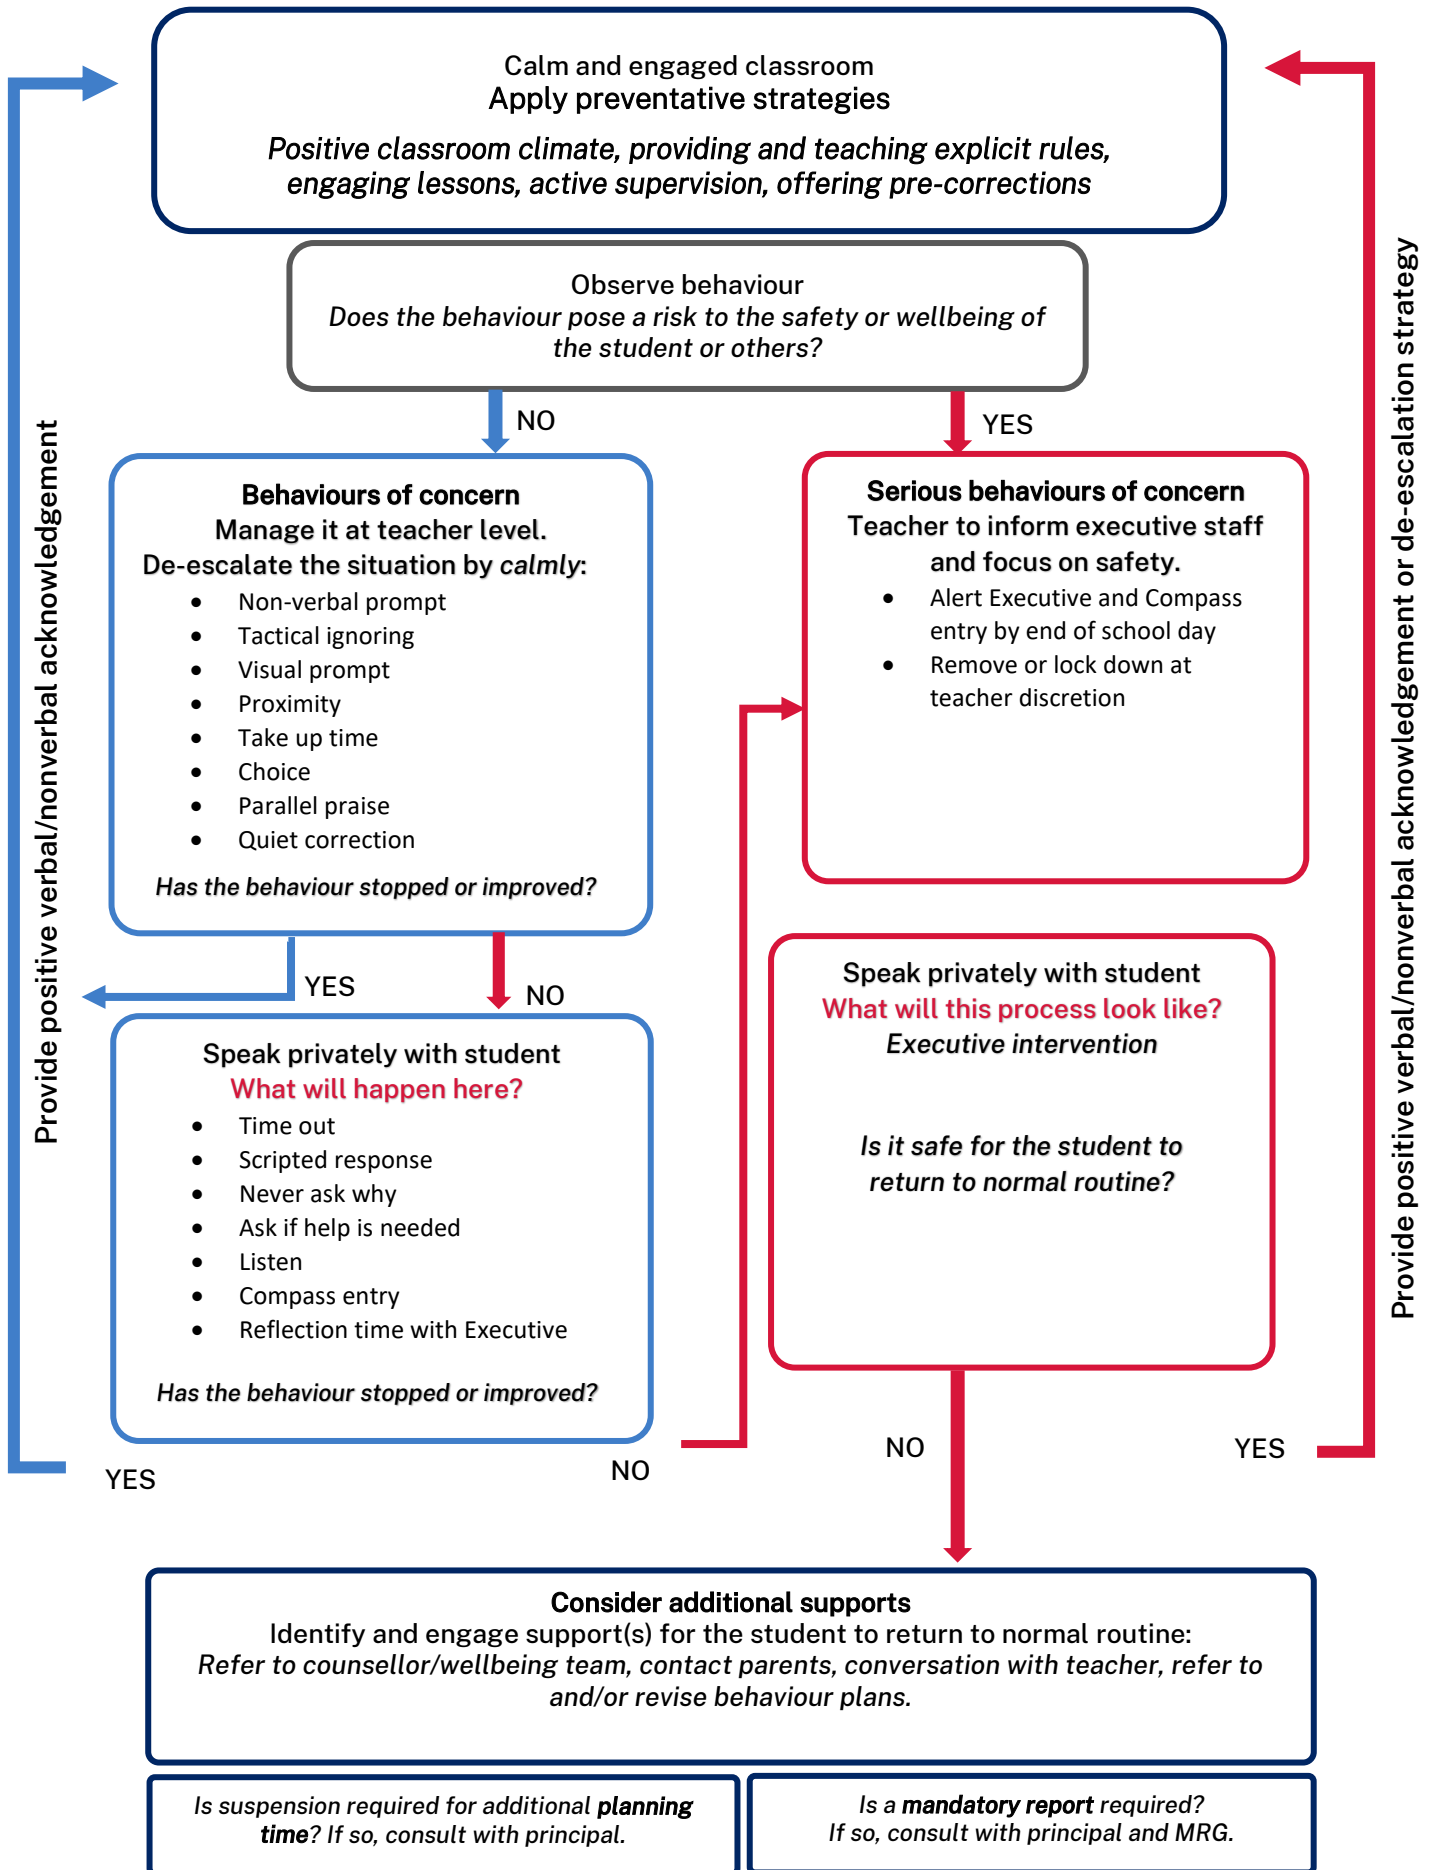 Calm and engaged classroom
Apply preventative strategies
Positive classroom climate, providing and teaching explicit rules,
engaging lessons, active supervision, offering pre-corrections
Observe behaviour
Does the behaviour pose a risk to the safety or wellbeing of
the student or others?
NO
YES
Behaviours of concern
Manage it at teacher level.
De-escalate the situation by calmly:
• Non-verbal prompt
• Tactical ignoring
• Visual prompt
• Proximity
• Take up time
• Choice
• Parallel praise
• Quiet correction
Has the behaviour stopped or improved?
YES
NO
Serious behaviours of concern
Teacher to inform executive staff
and focus on safety.
• Alert Executive and Compass
entry by end of school day
• Remove or lock down at
teacher discretion
Speak privately with student
What will happen here?
• Time out
• Scripted response
• Never ask why
• Ask if help is needed
• Listen
• Compass entry
• Reflection time with Executive
Has the behaviour stopped or improved?
YES
NO
Speak privately with student
What will this process look like?
Executive intervention
Is it safe for the student to
return to normal routine?
NO
YES
Provide positive verbal/nonverbal acknowledgement
Provide positive verbal/nonverbal acknowledgement or de-escalation strategy
Consider additional supports
Identify and engage support(s) for the student to return to normal routine:
Refer to counsellor/wellbeing team, contact parents, conversation with teacher, refer to
and/or revise behaviour plans.
Is suspension required for additional planning
time? If so, consult with principal.
Is a mandatory report required?
If so, consult with principal and MRG.